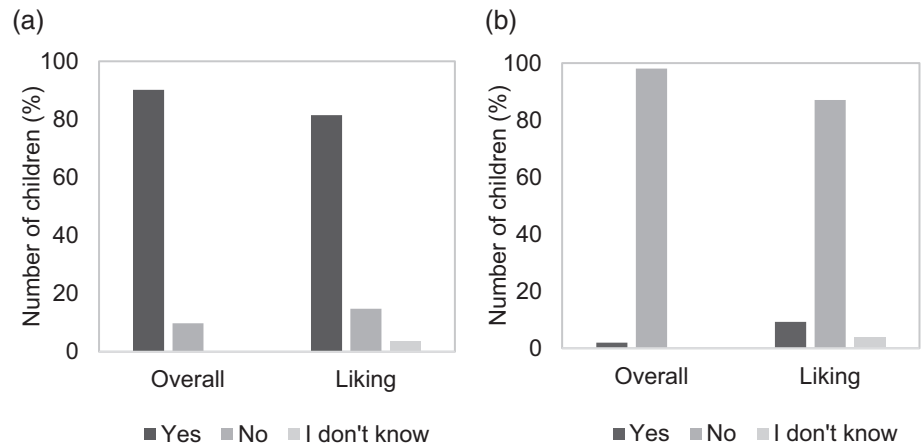 (a)
Number of children (%)
100
80
60
40
20
0
Overall Liking
Yes No I don't know
(b)
Number of children (%)
100
80
60
40
20
0
Overall Liking
Yes No I don't know